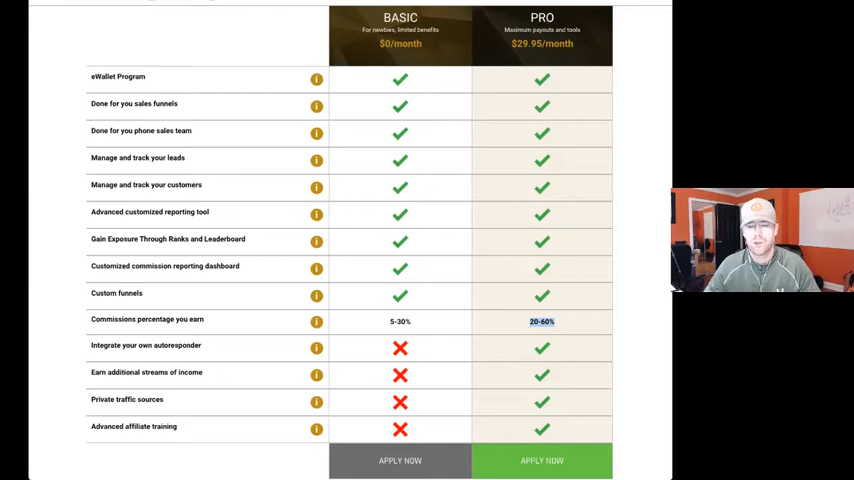 BASIC
PRO
For newbies, limited benefits
Maximum payouts and tools
$0/month
$29.95/month
eWallet Program
Done for you sales funnels
Done for you phone sales team
Manage and track your leads
Manage and track your customers
Advanced customized reporting tool
Gain Exposure Through Ranks and Leaderboard
Customized commission reporting dashboard
Custom funnels
Commissions percentage you earn
5-30%
20-60%
Integrate your own autoresponder
Earn additional streams of income
Private traffic sources
Advanced affiliate training
APPLY NOW
APPLY NOW